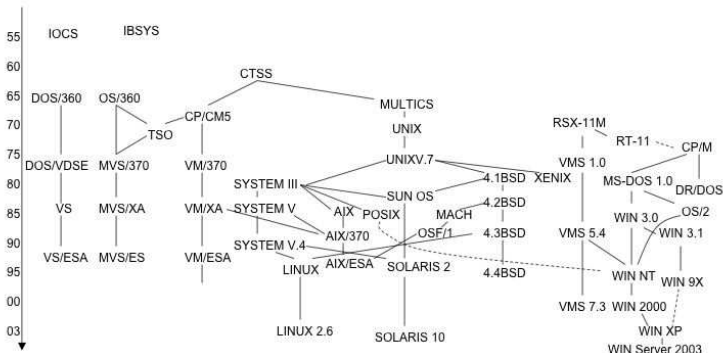 55
IOCS
IBSYS
60
CTSS
65
DOS/360
OS/360
MULTICS
CP/CM5
RSX-11M
70
TSO
UNIX
RT-11
CP/M
75
DOS/VDSE
MVS/370
VM/370
UNIXV.7
VMS 1.0
80
SYSTEM III
4.1BSD
XENIX
MS-DOS 1.0
DR/DOS
SUN OS
85
VS
MVS/XA
VM/XA
SYSTEM V
AIX
POSIX
MACH
4.2BSD
WIN 3.0
OS/2
AIX/370
OSF/1
4.3BSD
VMS 5.4
WIN 3.1
90
VS/ESA
MVS/ES
VM/ESA
SYSTEM V.4
AIX/ESA
95
LINUX
SOLARIS 2
4.4BSD
WIN NT
WIN 9X
00
VMS 7.3
WIN 2000
03
LINUX 2.6
SOLARIS 10
WIN XP
WIN Server 2003